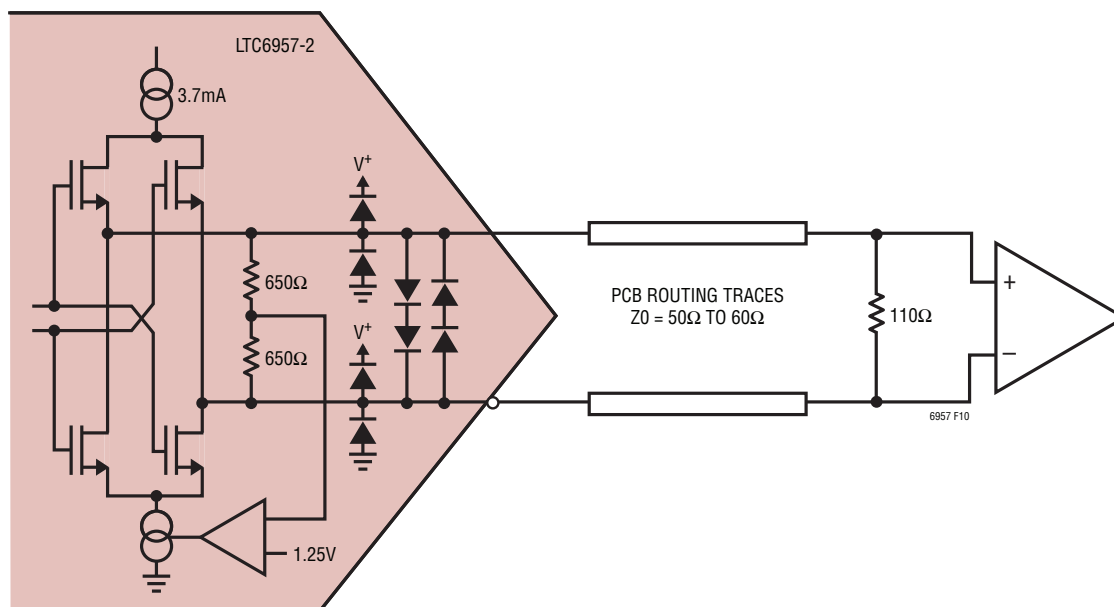 LTC6957-2
3.7mA
V+
650Ω
650Ω
V+
1.25V
PCB ROUTING TRACES
Z0 = 50Ω TO 60Ω
110Ω
+
−
6957 F10